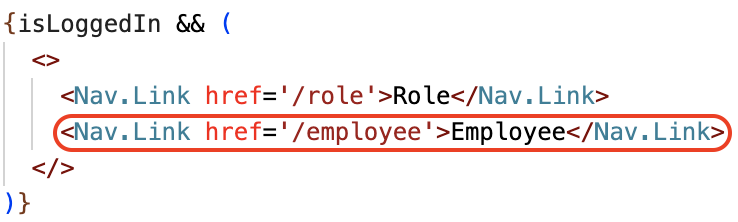 {isLoggedIn && (
<>
<Nav.Link href='/role'>Role</Nav.Link>
<Nav.Link href='/employee'>Employee</Nav.Link>
</>
)}